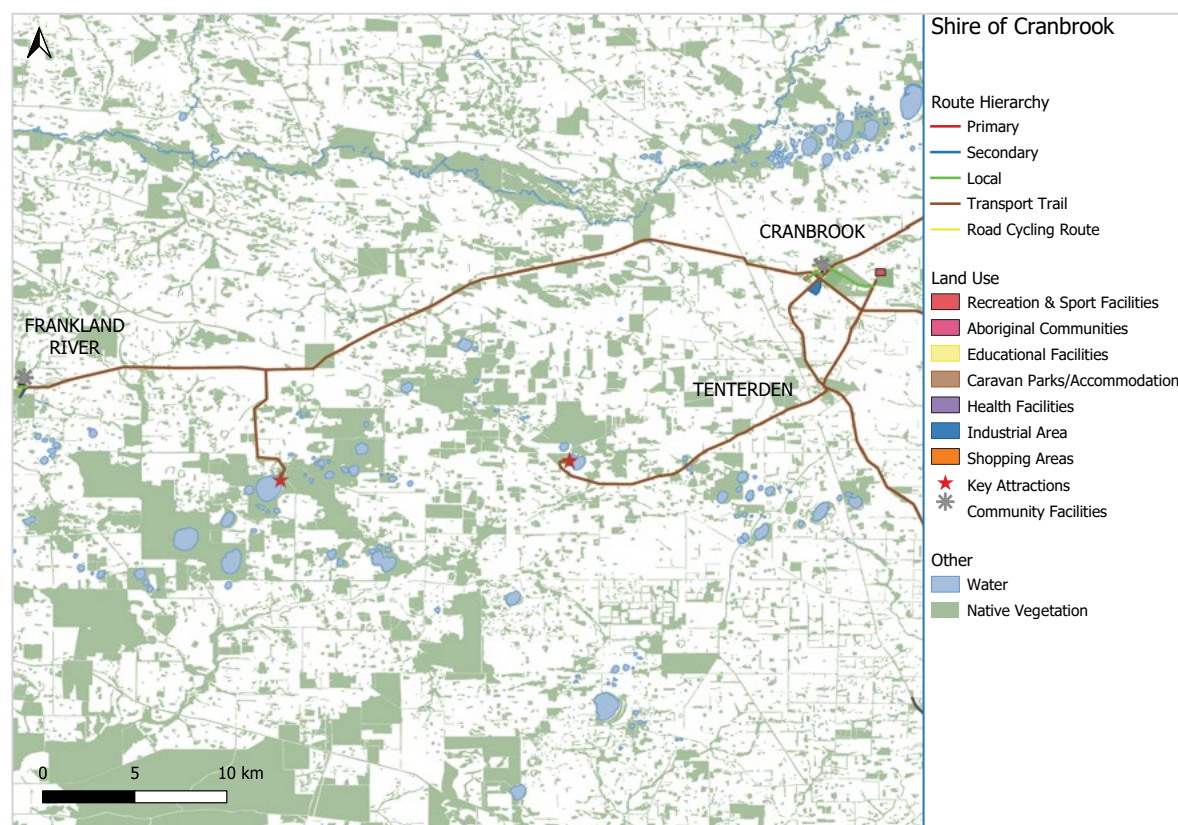 Shire of Cranbrook
Route Hierarchy
Primary
Secondary
Local
Transport Trail
Road Cycling Route
Land Use
Recreation & Sport Facilities
Aboriginal Communities
Educational Facilities
Caravan Parks/Accommodation
Health Facilities
Industrial Area
Shopping Areas
Key Attractions
Community Facilities
Other
Water
Native Vegetation
CRANBROOK
FRANKLAND
RIVER
TENTERDEN
0 5 10 km